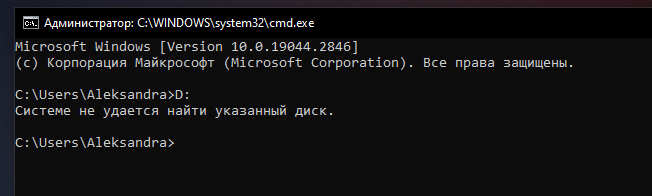 Администратор: C:\WINDOWS\system32\cmd.exe
Microsoft Windows [Version 10.0.19044.2846]
(c) Корпорация Майкрософт (Microsoft Corporation). Все права защищены.
C:\Users\Aleksandra>D:
Системе не удается найти указанный диск.
C:\Users\Aleksandra>